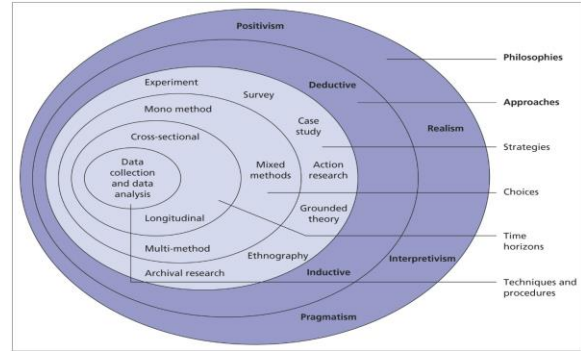 Positivism
Philosophies
Experiment
Deductive
Survey
Approaches
Mono method
Case
study
Realism
Cross-sectional
Strategies
Data
collection
and data
analysis
Mixed
methods
Action
research
Choices
Longitudinal
Grounded
theory
Time
horizons
Multi-method
Ethnography
Interpretivism
Archival research
Inductive
Techniques and
procedures
Pragmatism